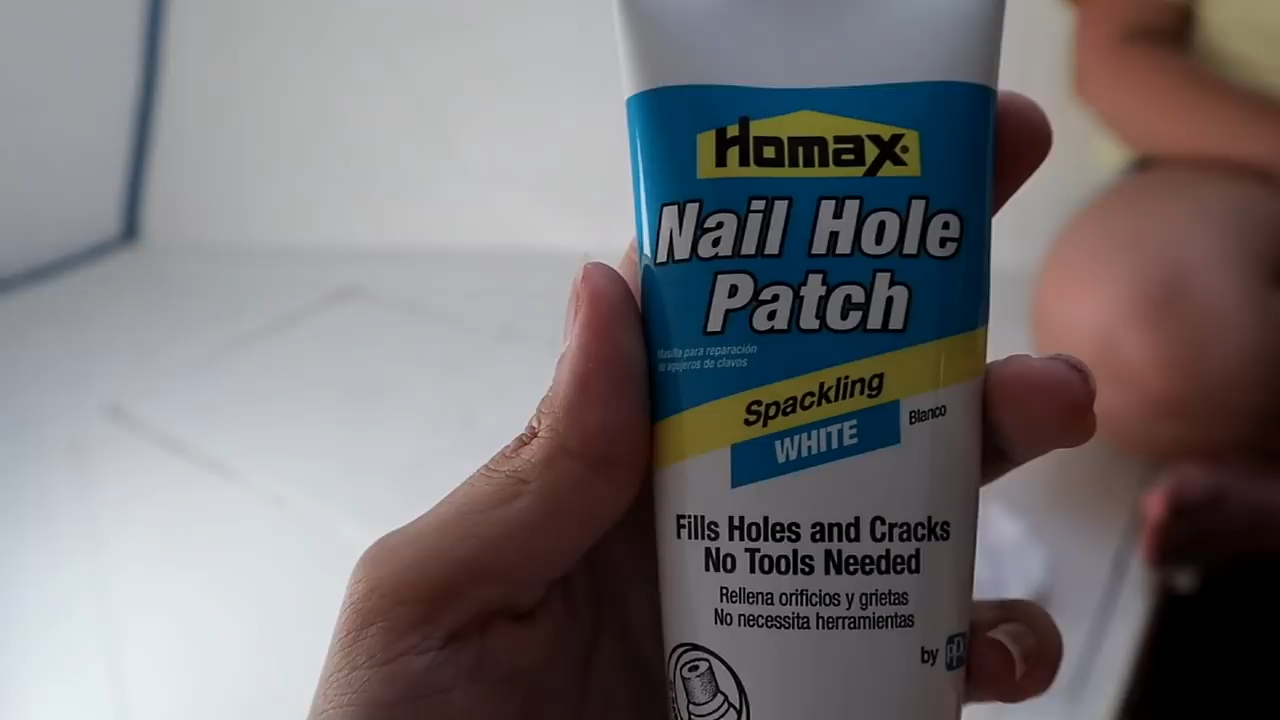 Homax
Nail Hole
Patch
Masilla para reparación
de agujeros de clavos
Spackling
WHITE
Blanco
Fills Holes and Cracks
No Tools Needed
Rellena orificios y grietas
No necessita herramientas
by PPG